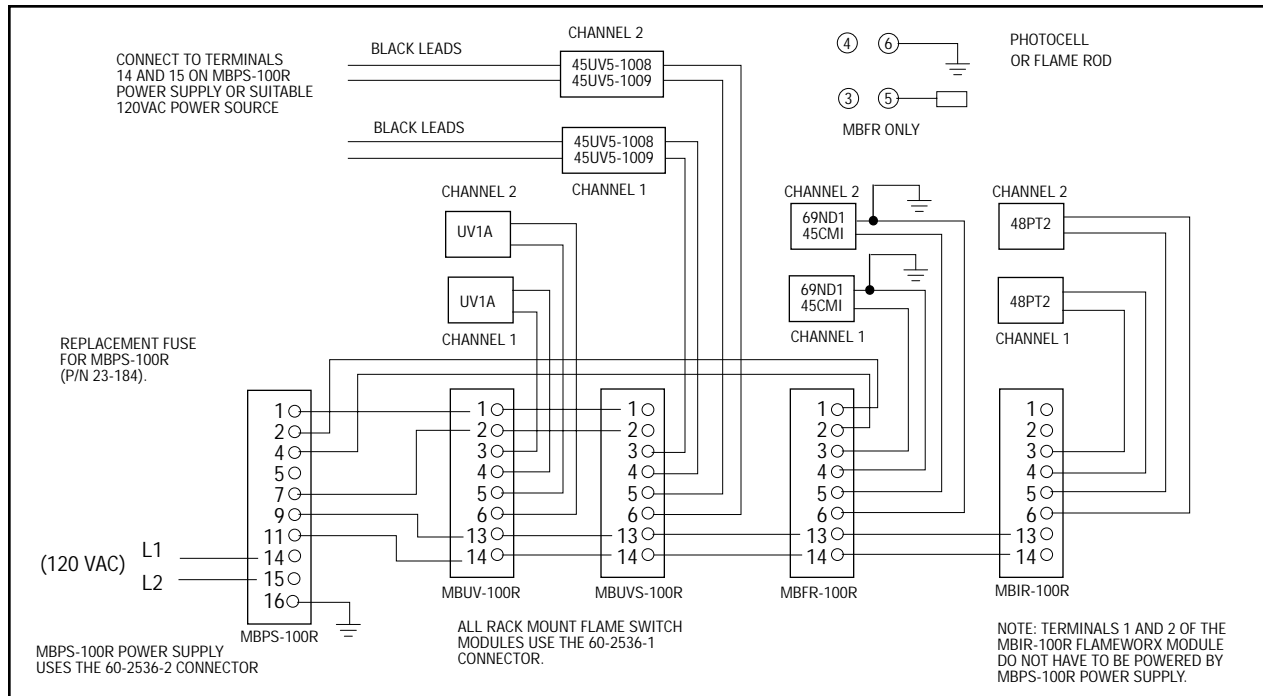 CHANNEL 2
BLACK LEADS
CONNECT TO TERMINALS
14 AND 15 ON MBPS-100R
POWER SUPPLY OR SUITABLE
120VAC POWER SOURCE
45UV5-1008
45UV5-1009
4
6
PHOTOCELL
OR FLAME ROD
3
5
MBFR ONLY
BLACK LEADS
45UV5-1008
45UV5-1009
CHANNEL 1
CHANNEL 2
UV1A
UV1A
CHANNEL 1
CHANNEL 2
69ND1
45CMI
69ND1
45CMI
CHANNEL 1
CHANNEL 2
48PT2
48PT2
CHANNEL 1
REPLACEMENT FUSE
FOR MBPS-100R
(P/N 23-184).
1
2
4
5
7
9
11
14
15
16
(120 VAC)
L1
L2
MBPS-100R
1
2
3
4
5
6
13
14
MBUV-100R
1
2
3
4
5
6
13
14
MBUVS-100R
1
2
3
4
5
6
13
14
MBFR-100R
1
2
3
4
5
6
13
14
MBIR-100R
MBPS-100R POWER SUPPLY
USES THE 60-2536-2 CONNECTOR
ALL RACK MOUNT FLAME SWITCH
MODULES USE THE 60-2536-1
CONNECTOR.
NOTE: TERMINALS 1 AND 2 OF THE
MBIR-100R FLAMEWORX MODULE
DO NOT HAVE TO BE POWERED BY
MBPS-100R POWER SUPPLY.